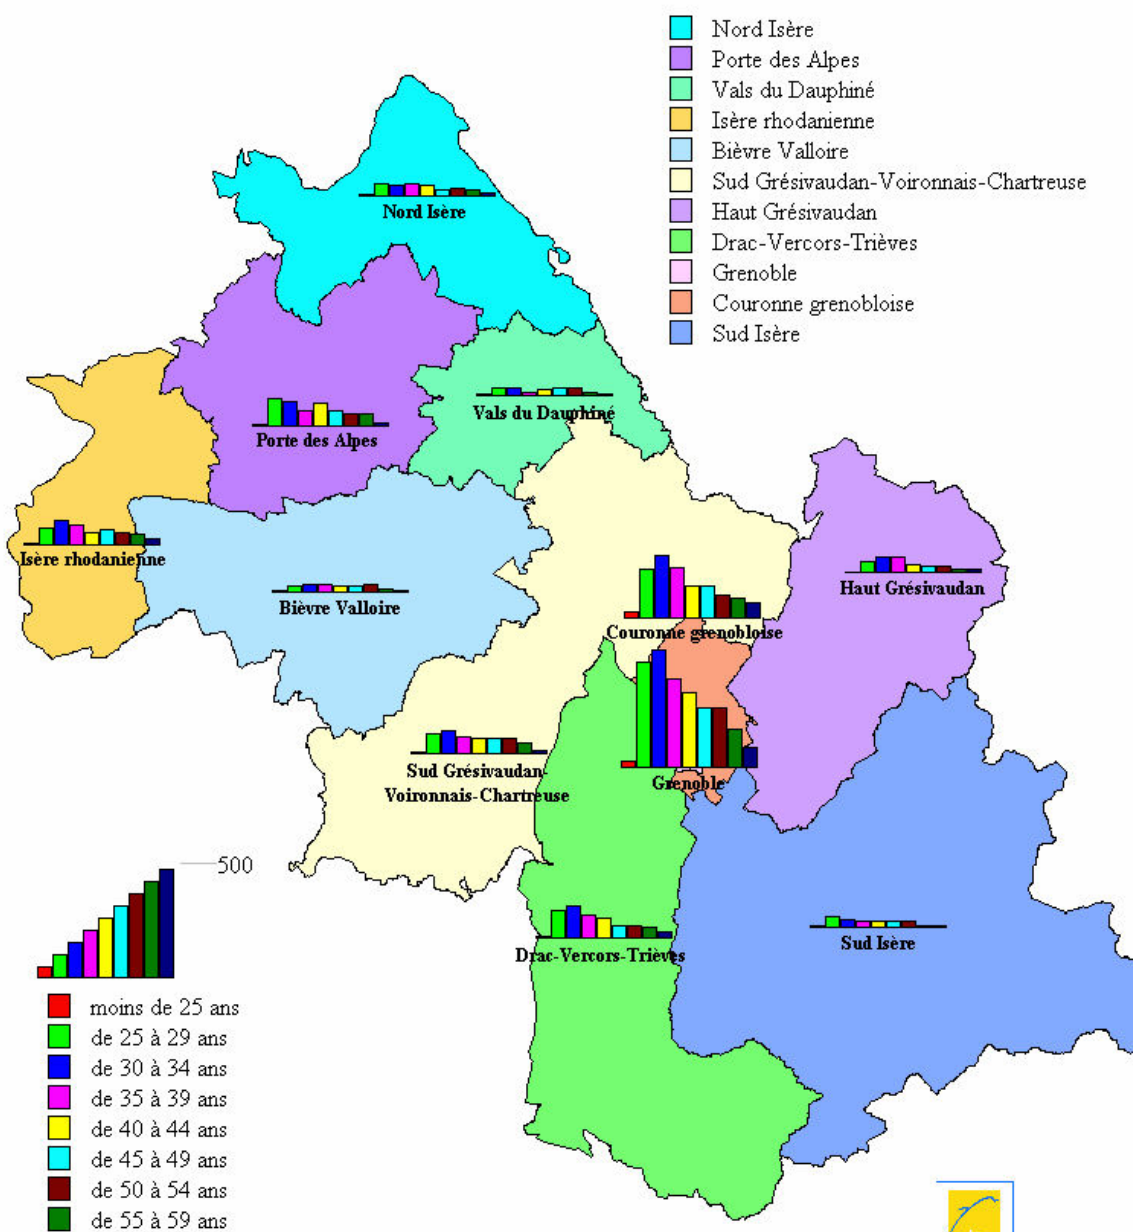 Nord Isère
Porte des Alpes
Vals du Dauphiné
Isère rhodanienne
Bièvre Valloire
Sud Grésivaudan-Voironnais-Chartreuse
Haut Grésivaudan
Drac-Vercors-Trièves
Grenoble
Couronne grenobloise
Sud Isère
Nord Isère
Vals du Dauphiné
Porte des Alpes
Isère rhodanienne
Haut Grésivaudan
Bièvre Valloire
Couronne grenobloise
Sud Grésivaudan-
Voironnais-Chartreuse
Grenoble
Drac-Vercors-Trièves
Sud Isère
500
moins de 25 ans
de 25 à 29 ans
de 30 à 34 ans
de 35 à 39 ans
de 40 à 44 ans
de 45 à 49 ans
de 50 à 54 ans
de 55 à 59 ans